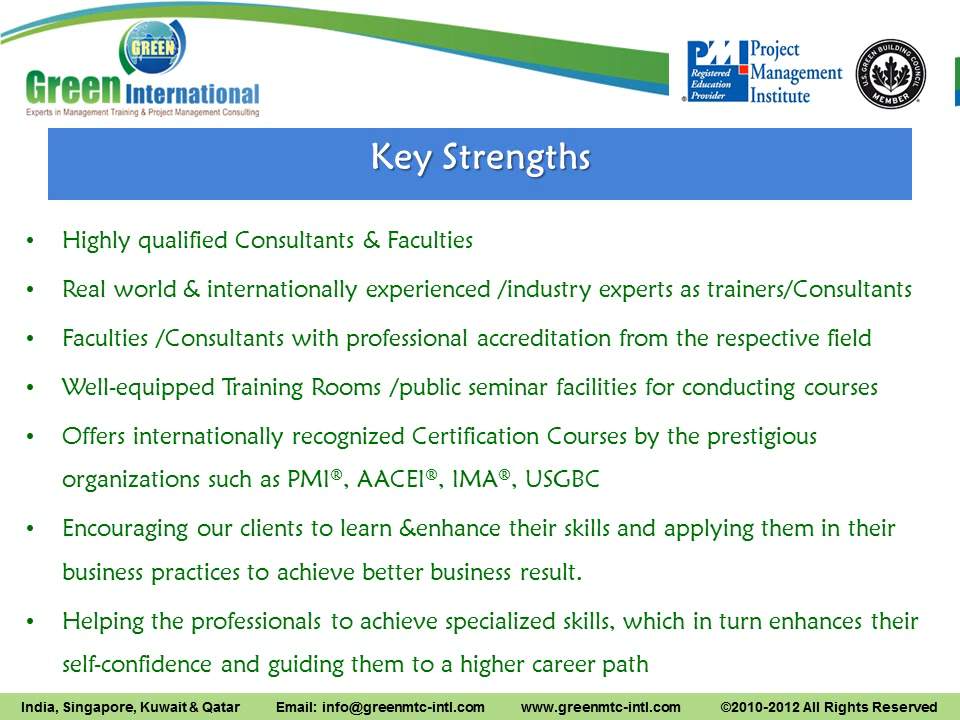 GREEN
Green International
Experts in Management Training & Project Management Consulting
PMI
Registered
Education
Provider
®
Project
Management
Institute
U.S. GREEN BUILDING COUNCIL
MEMBER
Key Strengths
• Highly qualified Consultants & Faculties
• Real world & internationally experienced /industry experts as trainers/Consultants
• Faculties /Consultants with professional accreditation from the respective field
• Well-equipped Training Rooms /public seminar facilities for conducting courses
• Offers internationally recognized Certification Courses by the prestigious
organizations such as PMI®, AACEI®, IMA®, USGBC
• Encouraging our clients to learn &enhance their skills and applying them in their
business practices to achieve better business result.
• Helping the professionals to achieve specialized skills, which in turn enhances their
self-confidence and guiding them to a higher career path
India, Singapore, Kuwait & Qatar Email: info@greenmtc-intl.com www.greenmtc-intl.com ©2010-2012 All Rights Reserved